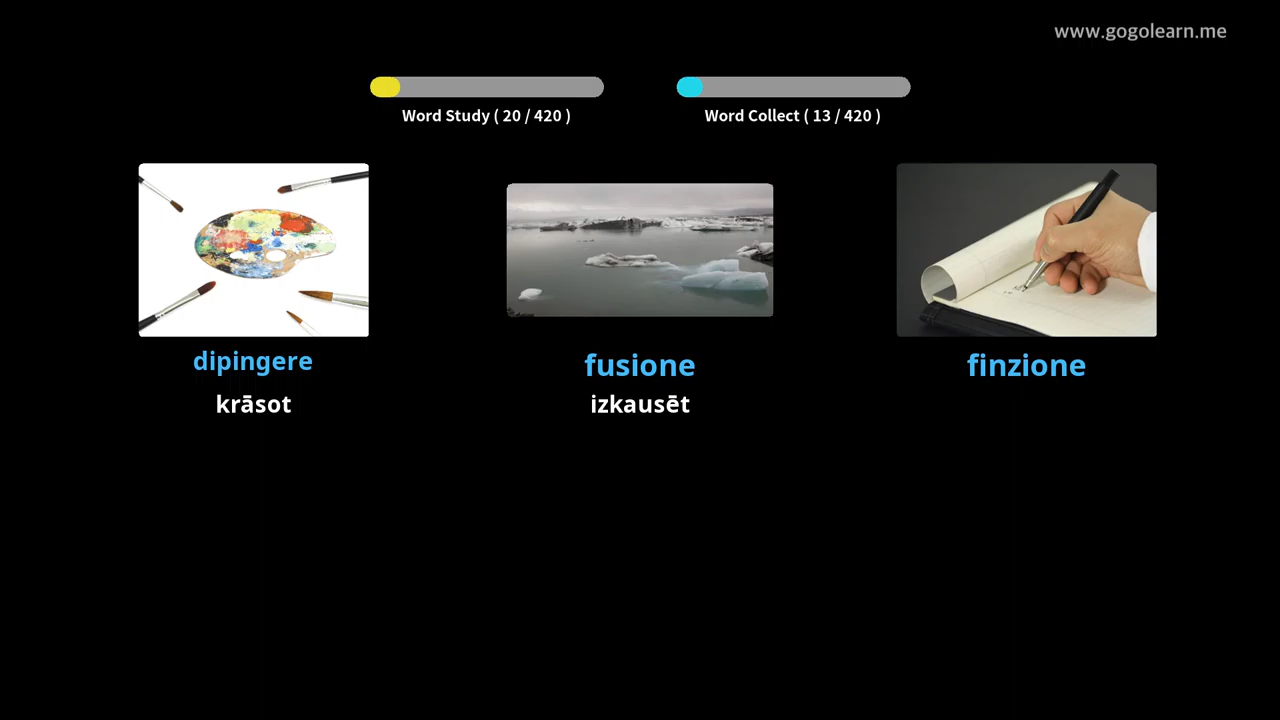 www.gogolearn.me
Word Study ( 20 / 420 )
Word Collect ( 13 / 420 )
dipingere
krāsot
fusione
izkausēt
finzione